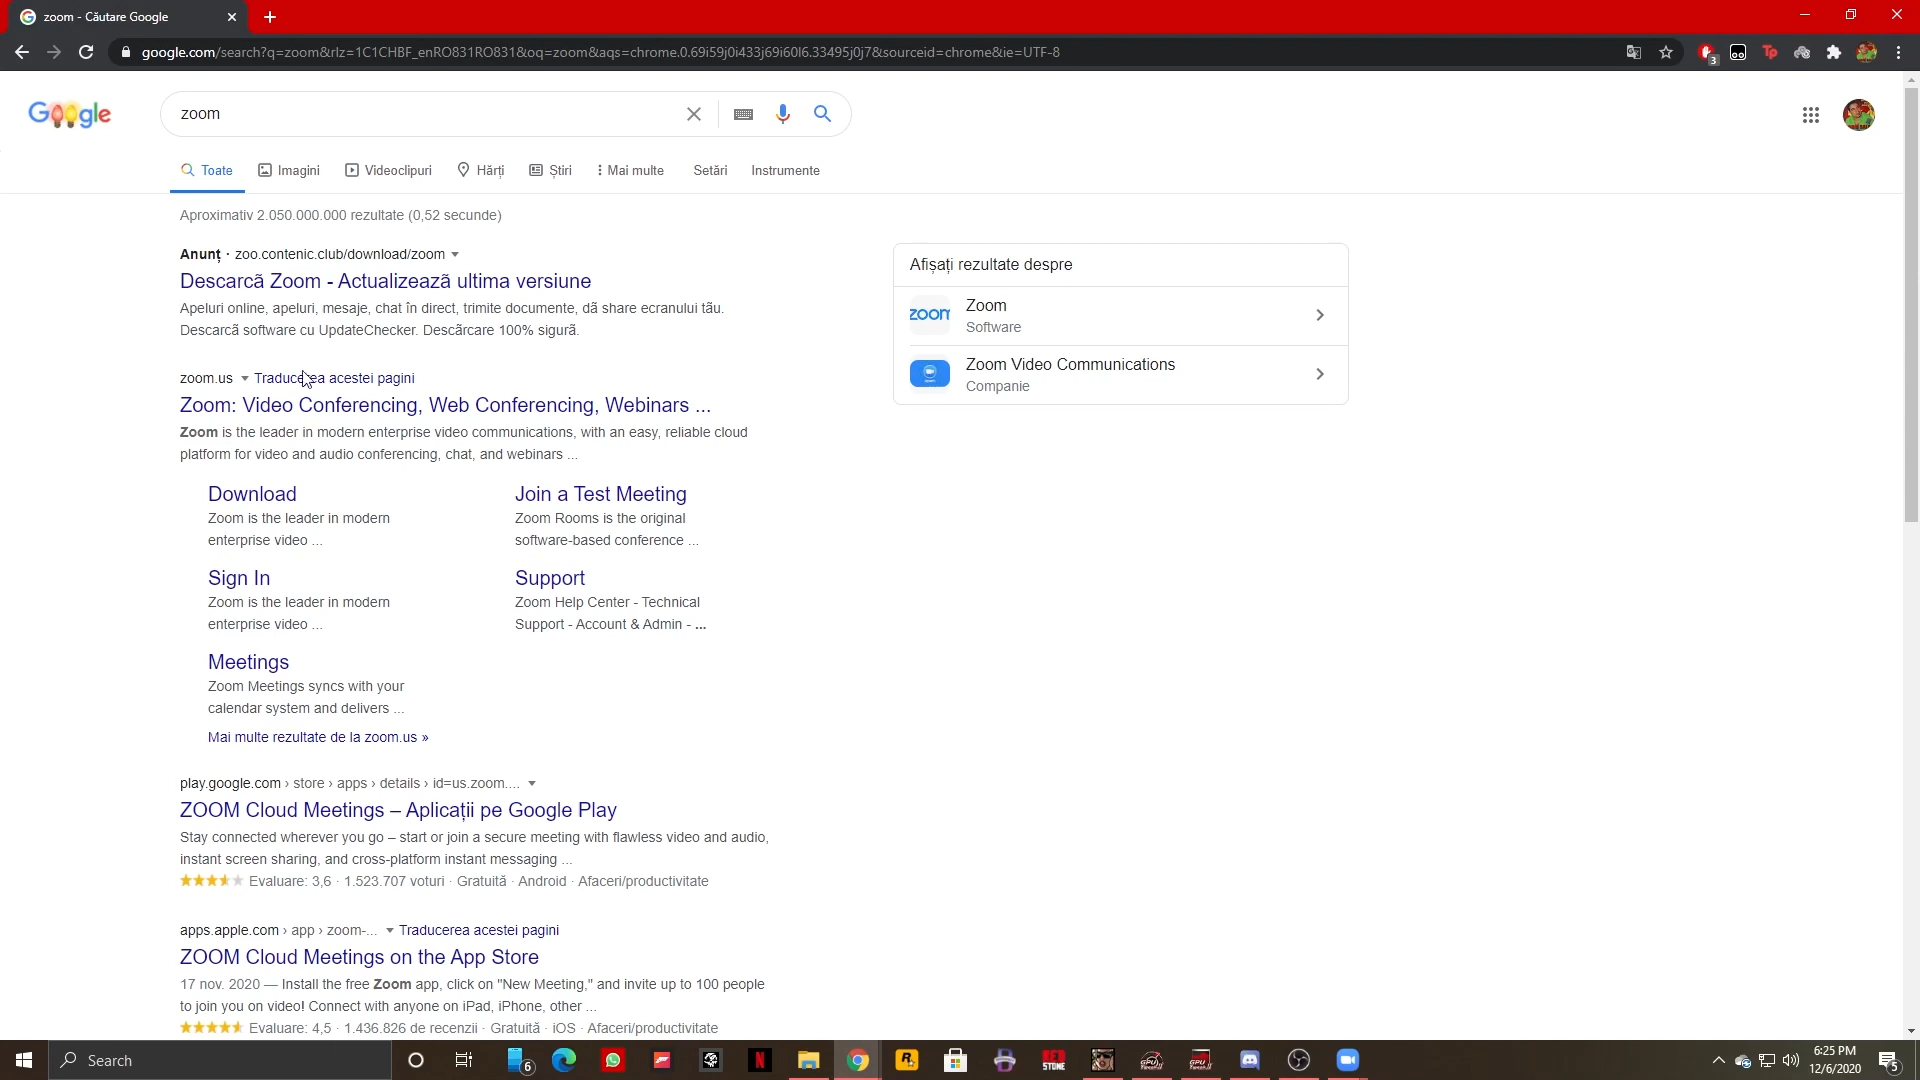 zoom - Căutare Google
google.com/search?q=zoom&rlz=1C1CHBF_enRO831RO831&oq=zoom&aqs=chrome.0.69i59j0i433j69i60l6.33495j0j7&sourceid=chrome&ie=UTF-8
3
Tp
Google
zoom
Toate
Imagini
Videoclipuri
Hărți
Știri
Mai multe
Setări
Instrumente
Aproximativ 2.050.000.000 rezultate (0,52 secunde)
Anunț · zoo.contenic.club/download/zoom
Descarcă Zoom - Actualizează ultima versiune
Apeluri online, apeluri, mesaje, chat în direct, trimite documente, dă share ecranului tău.
Descarcă software cu UpdateChecker. Descărcare 100% sigură.
zoom.us
Traducerea acestei pagini
Zoom: Video Conferencing, Web Conferencing, Webinars ...
Zoom is the leader in modern enterprise video communications, with an easy, reliable cloud
platform for video and audio conferencing, chat, and webinars ...
Download
Zoom is the leader in modern
enterprise video ...
Join a Test Meeting
Zoom Rooms is the original
software-based conference ...
Sign In
Zoom is the leader in modern
enterprise video ...
Support
Zoom Help Center - Technical
Support - Account & Admin - ...
Meetings
Zoom Meetings syncs with your
calendar system and delivers ...
Mai multe rezultate de la zoom.us »
play.google.com › store › apps › details › id=us.zoom....
ZOOM Cloud Meetings – Aplicații pe Google Play
Stay connected wherever you go – start or join a secure meeting with flawless video and audio,
instant screen sharing, and cross-platform instant messaging ...
Evaluare: 3,6 · 1.523.707 voturi · Gratuită · Android · Afaceri/productivitate
apps.apple.com › app › zoom-...
Traducerea acestei pagini
ZOOM Cloud Meetings on the App Store
17 nov. 2020 — Install the free Zoom app, click on "New Meeting," and invite up to 100 people
to join you on video! Connect with anyone on iPad, iPhone, other ...
Evaluare: 4,5 · 1.436.826 de recenzii · Gratuită · iOS · Afaceri/productivitate
Afișați rezultate despre
zoom
Zoom
Software
Zoom Video Communications
Companie
Search
6
N
R
RED
STONE
GPU
GPU
6:25 PM
12/6/2020
5